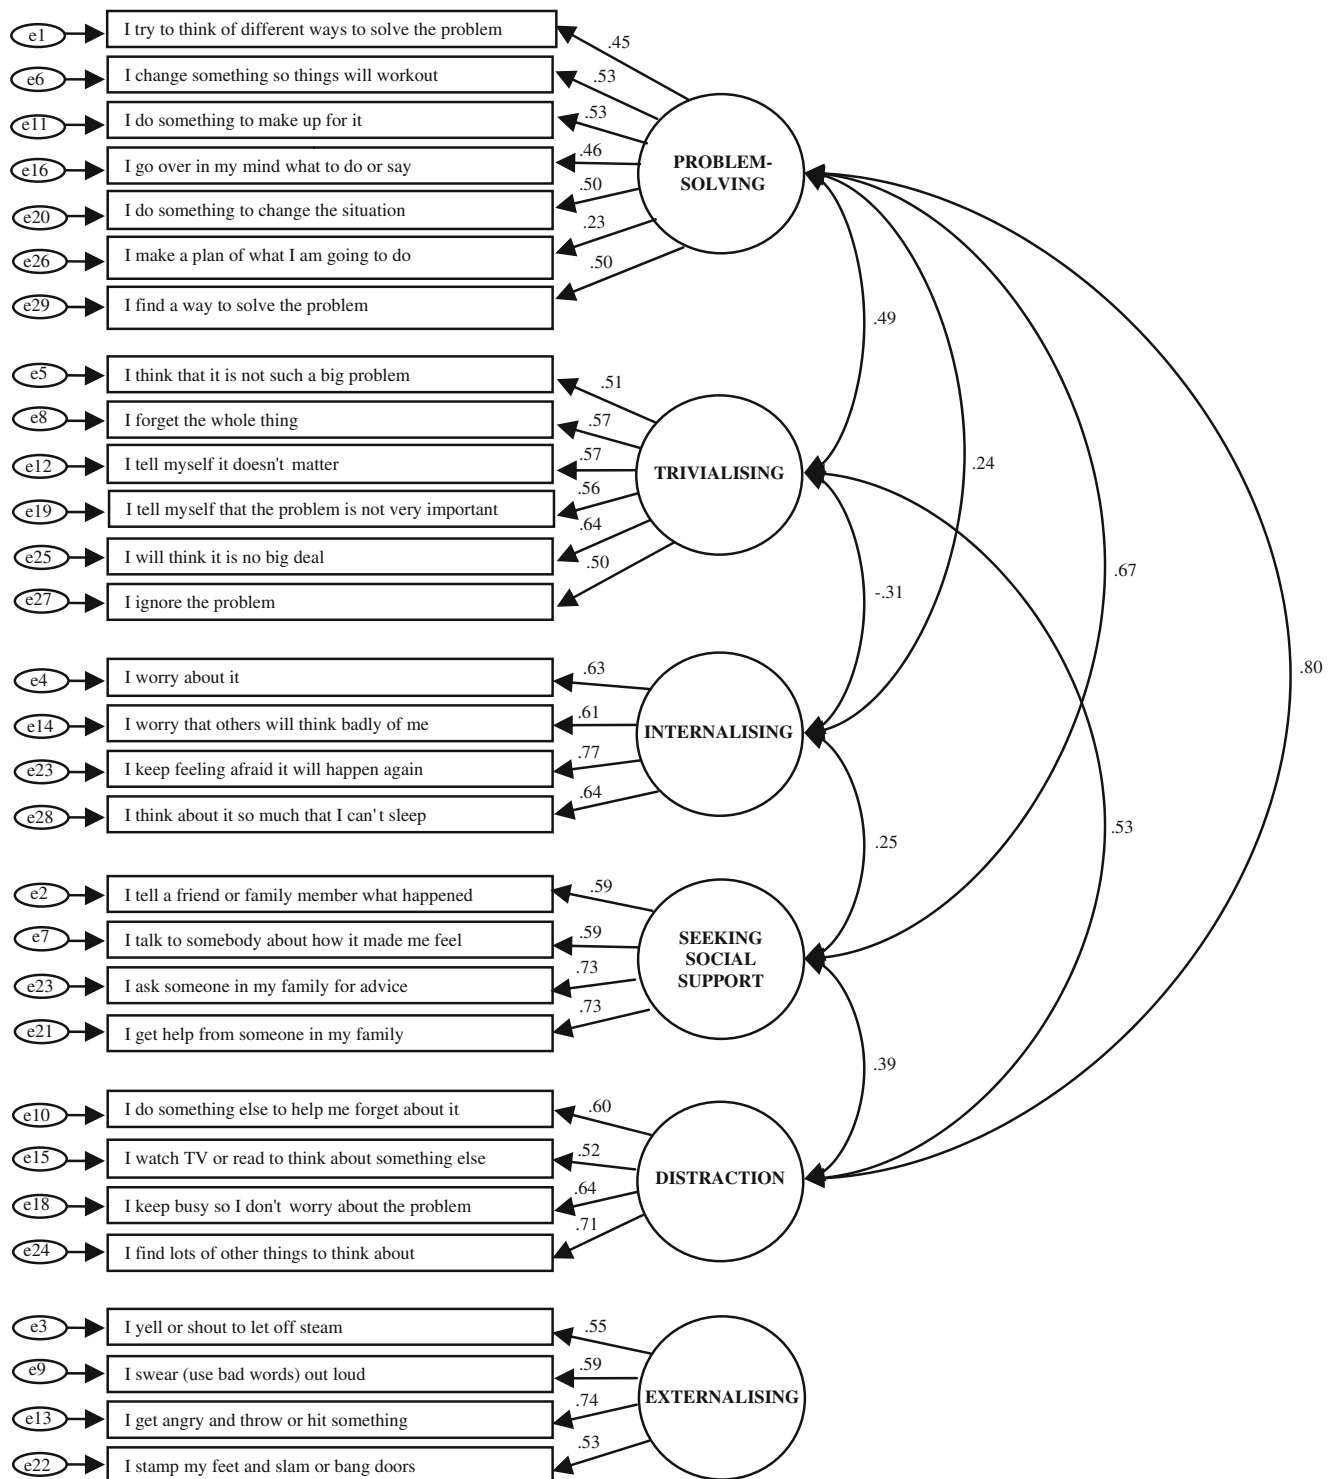 e1 I try to think of different ways to solve the problem .45
e6 I change something so things will workout .53
e11 I do something to make up for it .53
e16 I go over in my mind what to do or say .46
e20 I do something to change the situation .50
e26 I make a plan of what I am going to do .23
e29 I find a way to solve the problem .50
PROBLEM-
SOLVING
.49
e5 I think that it is not such a big problem .51
e8 I forget the whole thing .57
e12 I tell myself it doesn't matter .57
e19 I tell myself that the problem is not very important .56
e25 I will think it is no big deal .64
e27 I ignore the problem .50
TRIVIALISING
.24
.67
-.31
.80
e4 I worry about it .63
e14 I worry that others will think badly of me .61
e23 I keep feeling afraid it will happen again .77
e28 I think about it so much that I can't sleep .64
INTERNALISING
.53
.25
e2 I tell a friend or family member what happened .59
e7 I talk to somebody about how it made me feel .59
e23 I ask someone in my family for advice .73
e21 I get help from someone in my family .73
SEEKING
SOCIAL
SUPPORT
.39
e10 I do something else to help me forget about it .60
e15 I watch TV or read to think about something else .52
e18 I keep busy so I don't worry about the problem .64
e24 I find lots of other things to think about .71
DISTRACTION
e3 I yell or shout to let off steam .55
e9 I swear (use bad words) out loud .59
e13 I get angry and throw or hit something .74
e22 I stamp my feet and slam or bang doors .53
EXTERNALISING